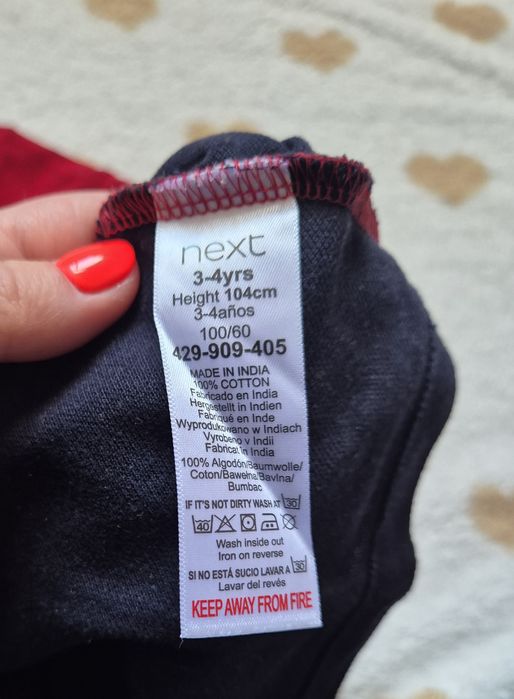 next
3-4yrs
Height 104cm
3-4años
100/60
429-909-405
MADE IN INDIA
100% COTTON
Fabricado en India
Hergestellt in Indien
Fabriqué en Inde
Wyprodukowano w Indiach
Vyrobeno v Indii
Fabricat în India
100% Algodón/Baumwolle/
Coton/Bawełna/Bavlna/
Bumbac
IF IT'S NOT DIRTY WASH AT 30
40
Wash inside out
Iron on reverse
SI NO ESTÁ SUCIO LAVAR A 30
Lavar del revés
KEEP AWAY FROM FIRE